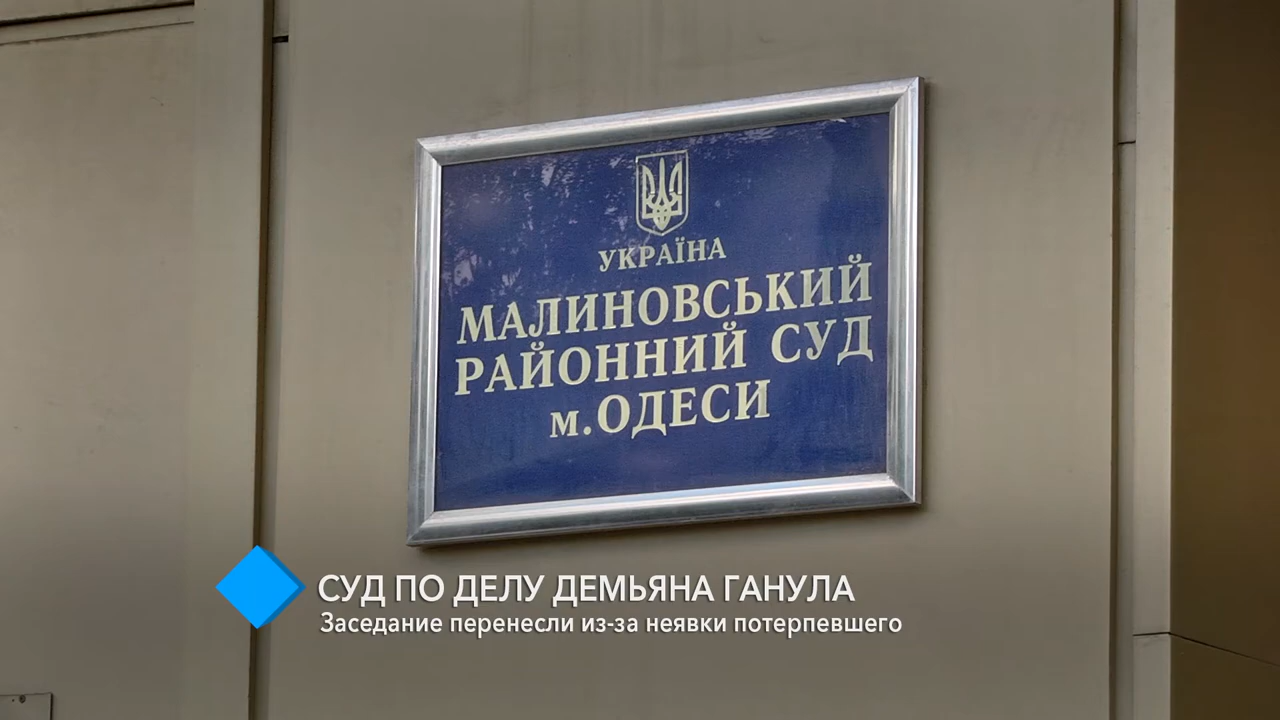 УКРАЇНА
МАЛИНОВСЬКИЙ
РАЙОННИЙ СУД
м.ОДЕСИ
СУД ПО ДЕЛУ ДЕМЬЯНА ГАНУЛА
Заседание перенесли из-за неявки потерпевшего